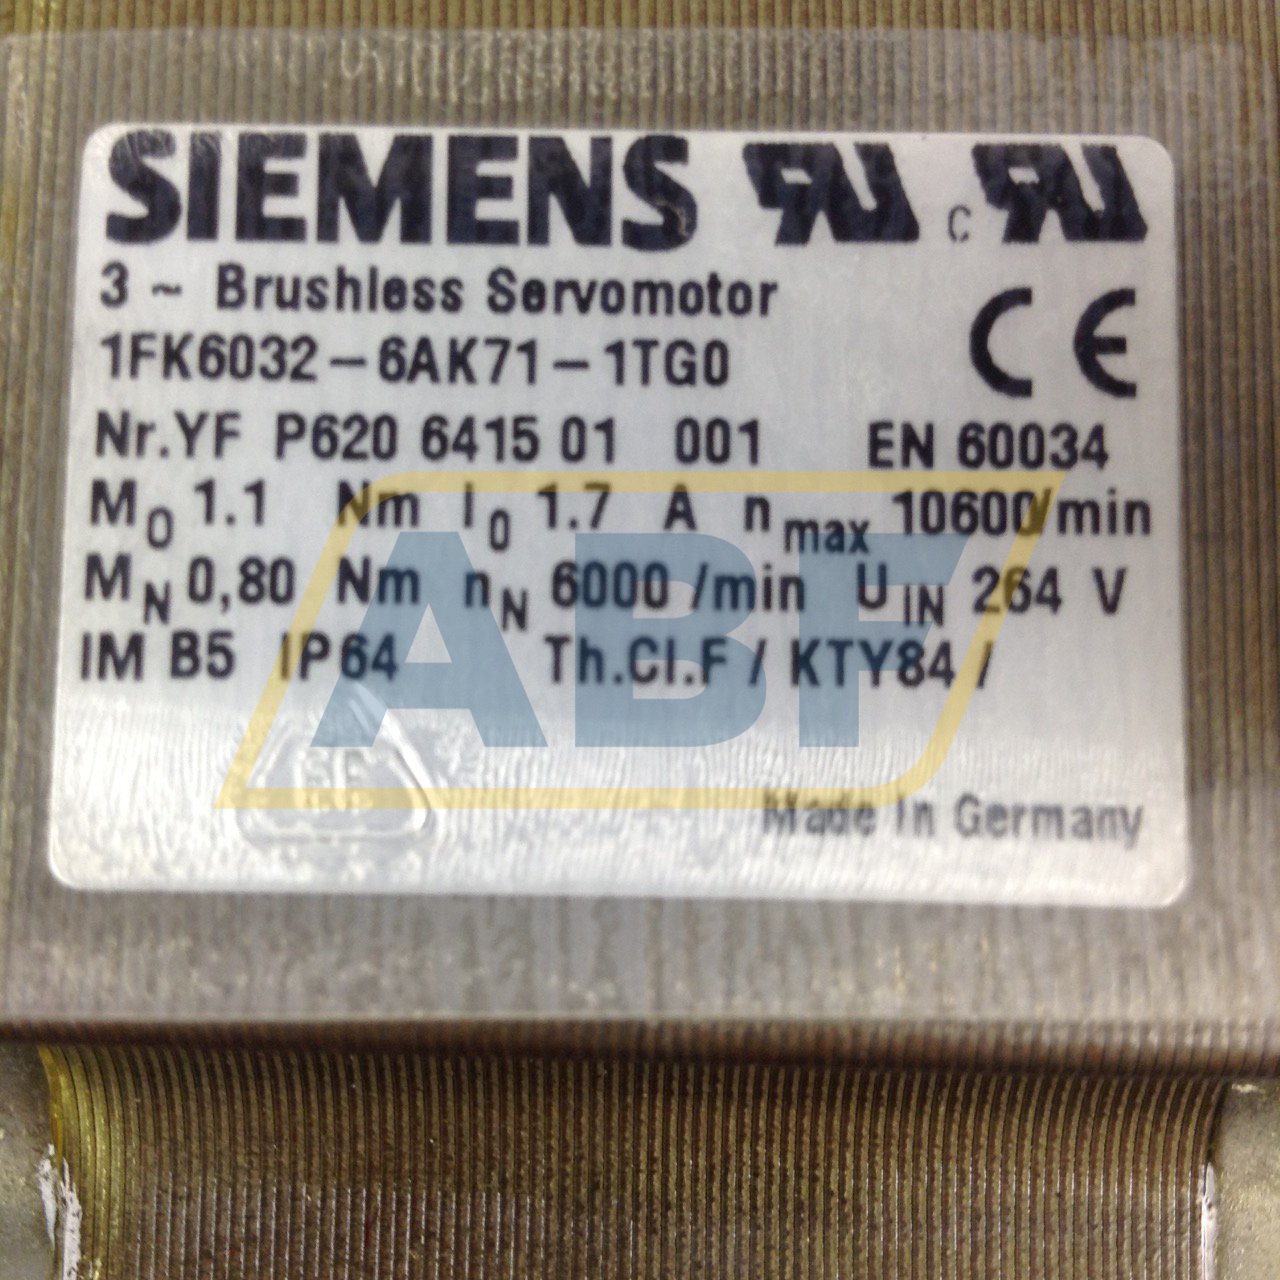 SIEMENS
C
3 ~ Brushless Servomotor
1FK6032-6AK71-1TG0
CE
Nr.YF P620 6415 01 001 EN 60034
M0 1.1 Nm I0 1.7 A nmax 10600/min
MN 0,80 Nm nN 6000 /min UIN 264 V
IM B5 IP64 Th.Cl.F / KTY84 /
ABF
Made In Germany